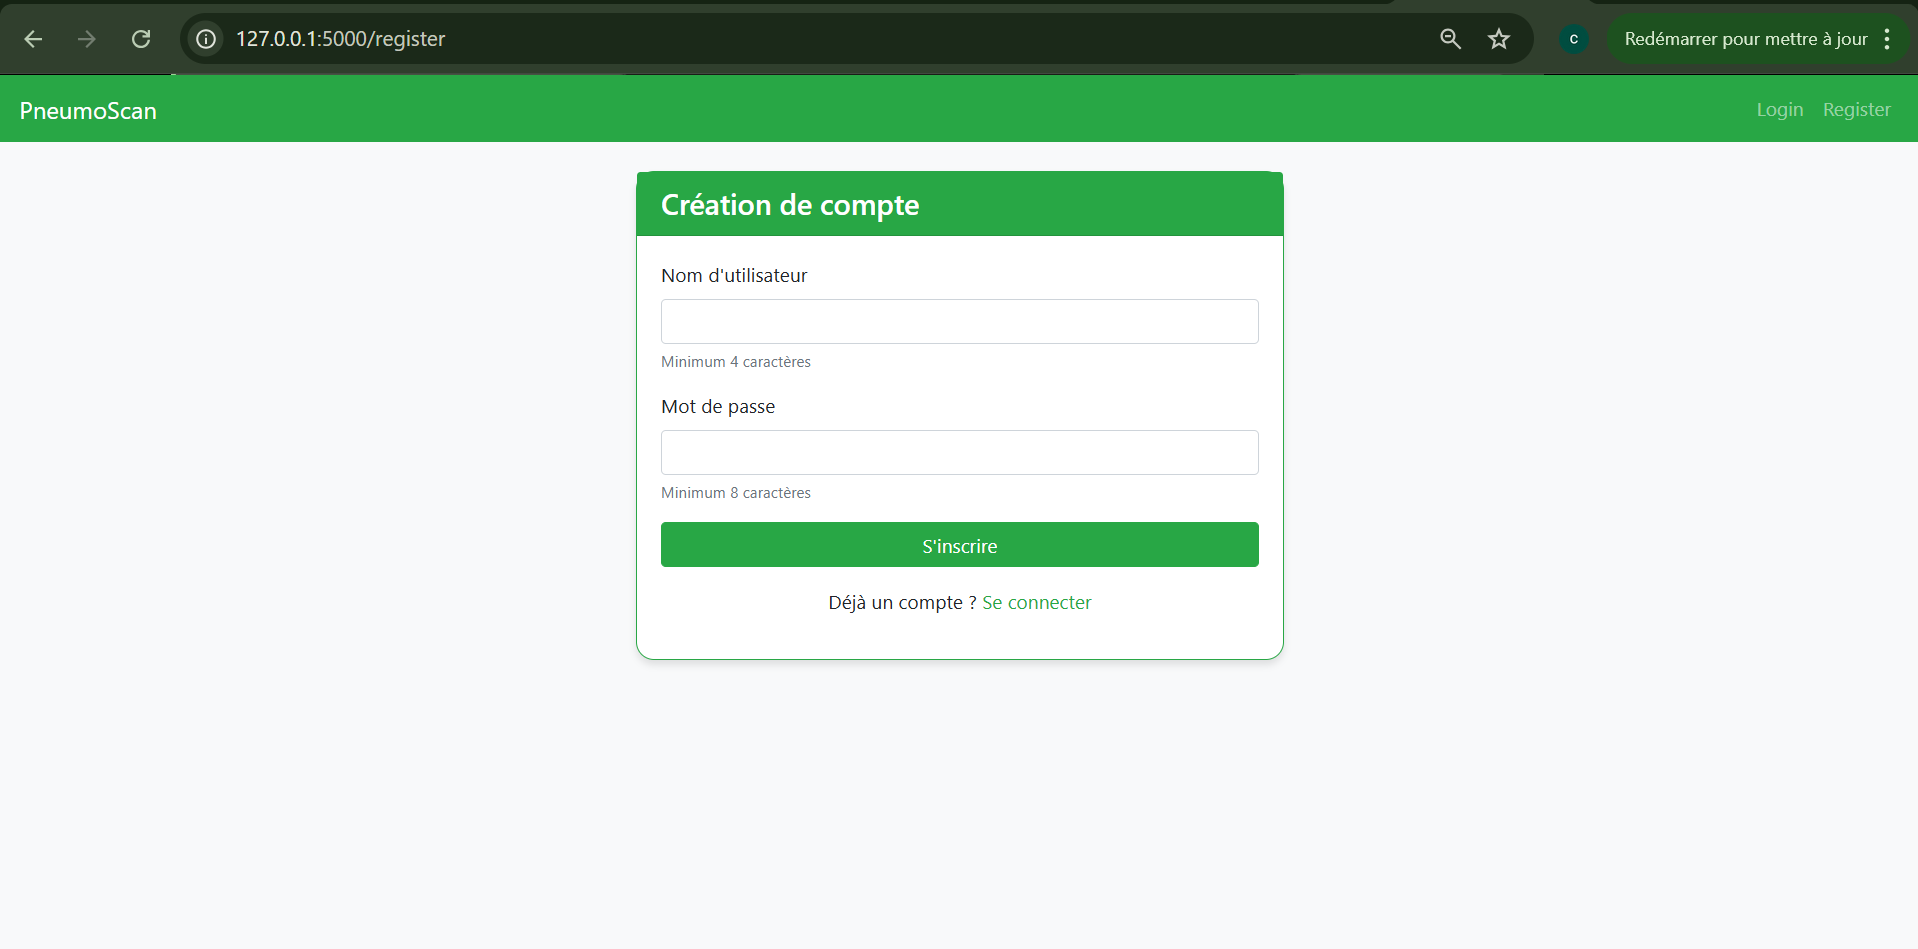 127.0.0.1:5000/register
C
Redémarrer pour mettre à jour
PneumoScan
Login
Register
Création de compte
Nom d'utilisateur
Minimum 4 caractères
Mot de passe
Minimum 8 caractères
S'inscrire
Déjà un compte ? Se connecter